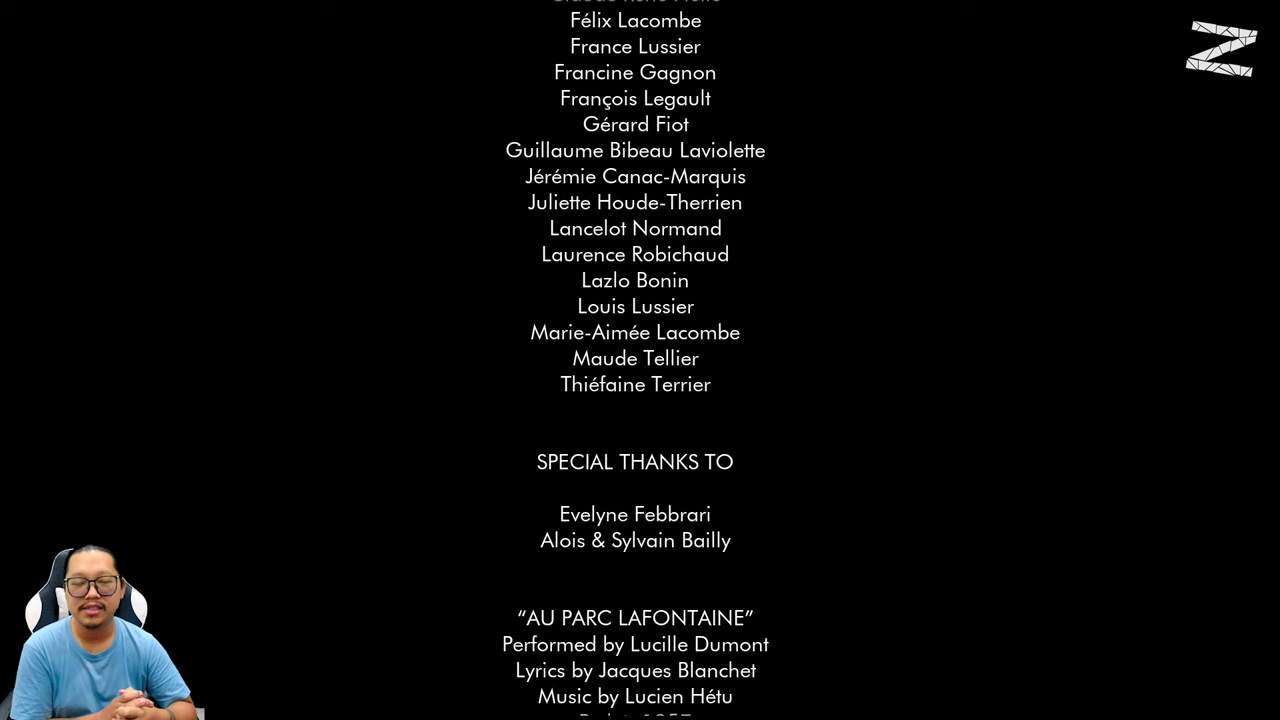 Félix Lacombe
France Lussier
Francine Gagnon
François Legault
Gérard Fiot
Guillaume Bibeau Laviolette
Jérémie Canac-Marquis
Juliette Houde-Therrien
Lancelot Normand
Laurence Robichaud
Lazlo Bonin
Louis Lussier
Marie-Aimée Lacombe
Maude Tellier
Thiéfaine Terrier
SPECIAL THANKS TO
Evelyne Febbrari
Alois & Sylvain Bailly
“AU PARC LAFONTAINE”
Performed by Lucille Dumont
Lyrics by Jacques Blanchet
Music by Lucien Hétu
Z